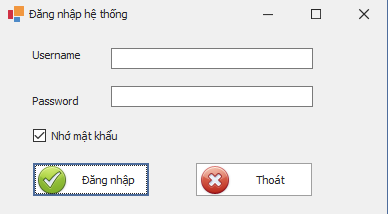 Đăng nhập hệ thống
Username
Password
Nhớ mật khẩu
Đăng nhập
Thoát